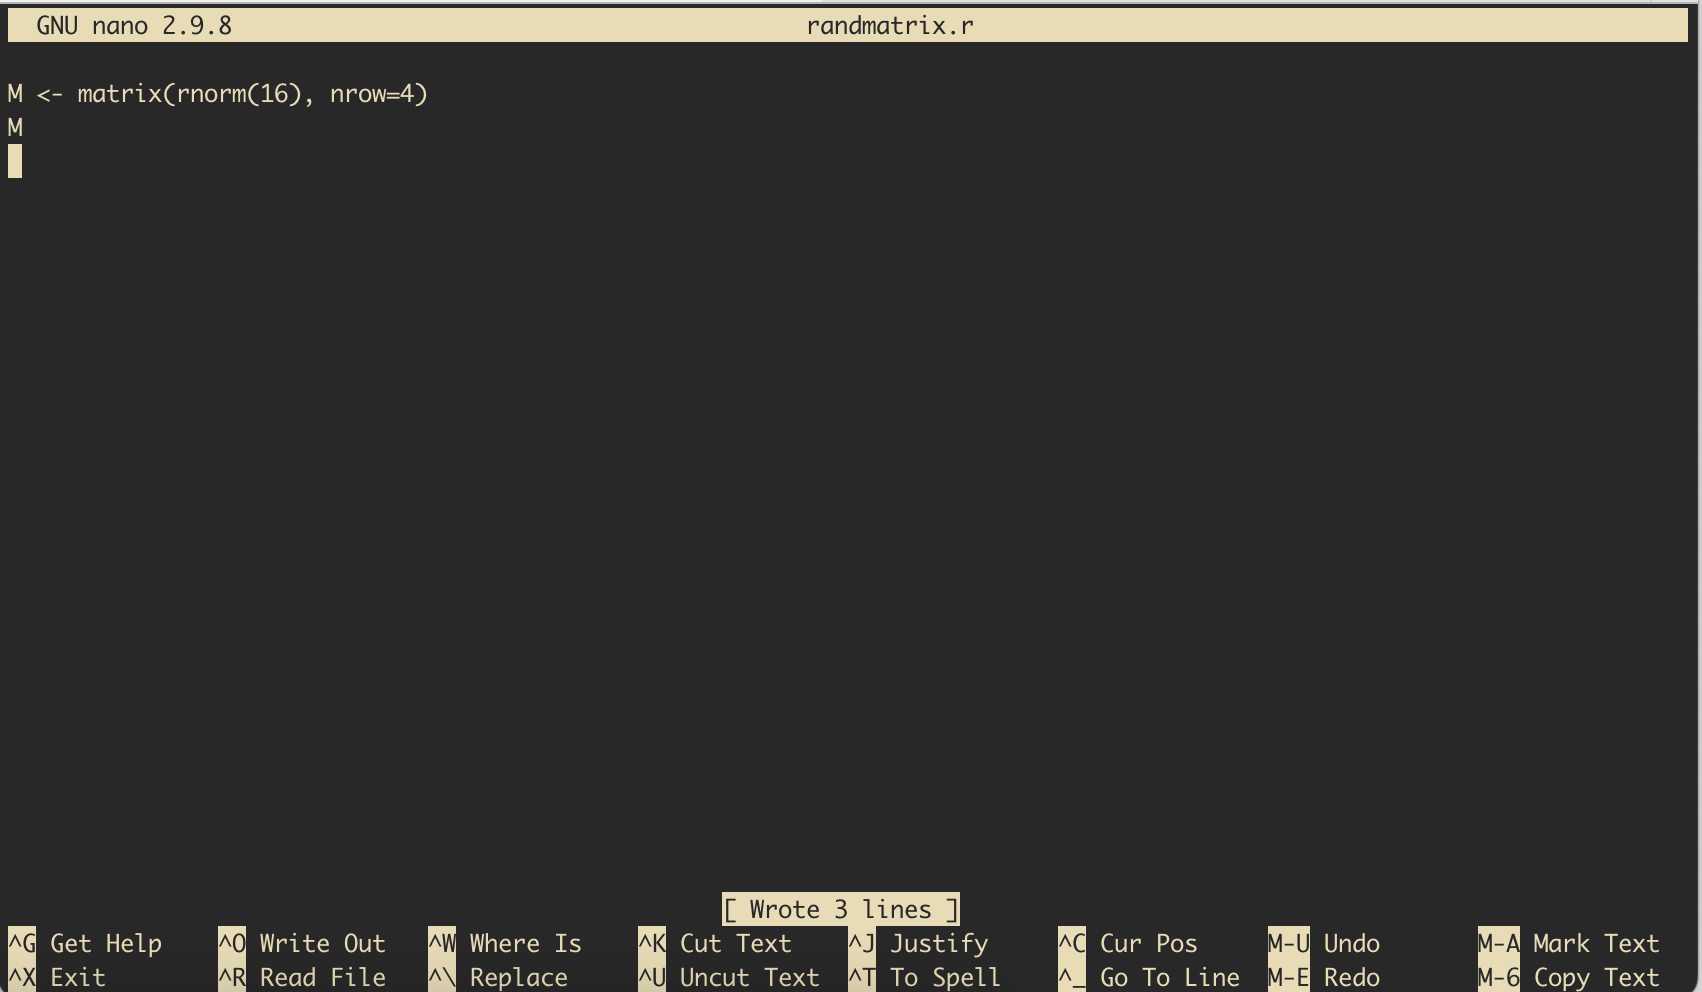 GNU nano 2.9.8 randmatrix.r
M <- matrix(rnorm(16), nrow=4)
M
[ Wrote 3 lines ]
^G Get Help ^O Write Out ^W Where Is ^K Cut Text ^J Justify ^C Cur Pos M-U Undo M-A Mark Text
^X Exit ^R Read File ^\ Replace ^U Uncut Text ^T To Spell ^_ Go To Line M-E Redo M-6 Copy Text